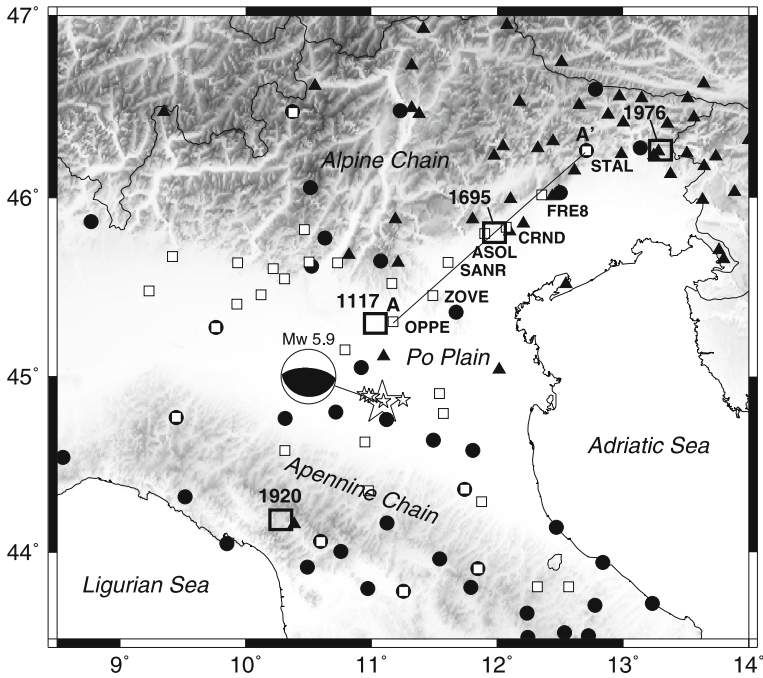 47°
1976
A'
STAL
Alpine Chain
46°
1695
FRE8
CRND
ASOL
SANR
1117
A
ZOVE
OPPE
Mw 5.9
Po Plain
45°
Adriatic Sea
Apennine Chain
1920
44°
Ligurian Sea
9°
10°
11°
12°
13°
14°